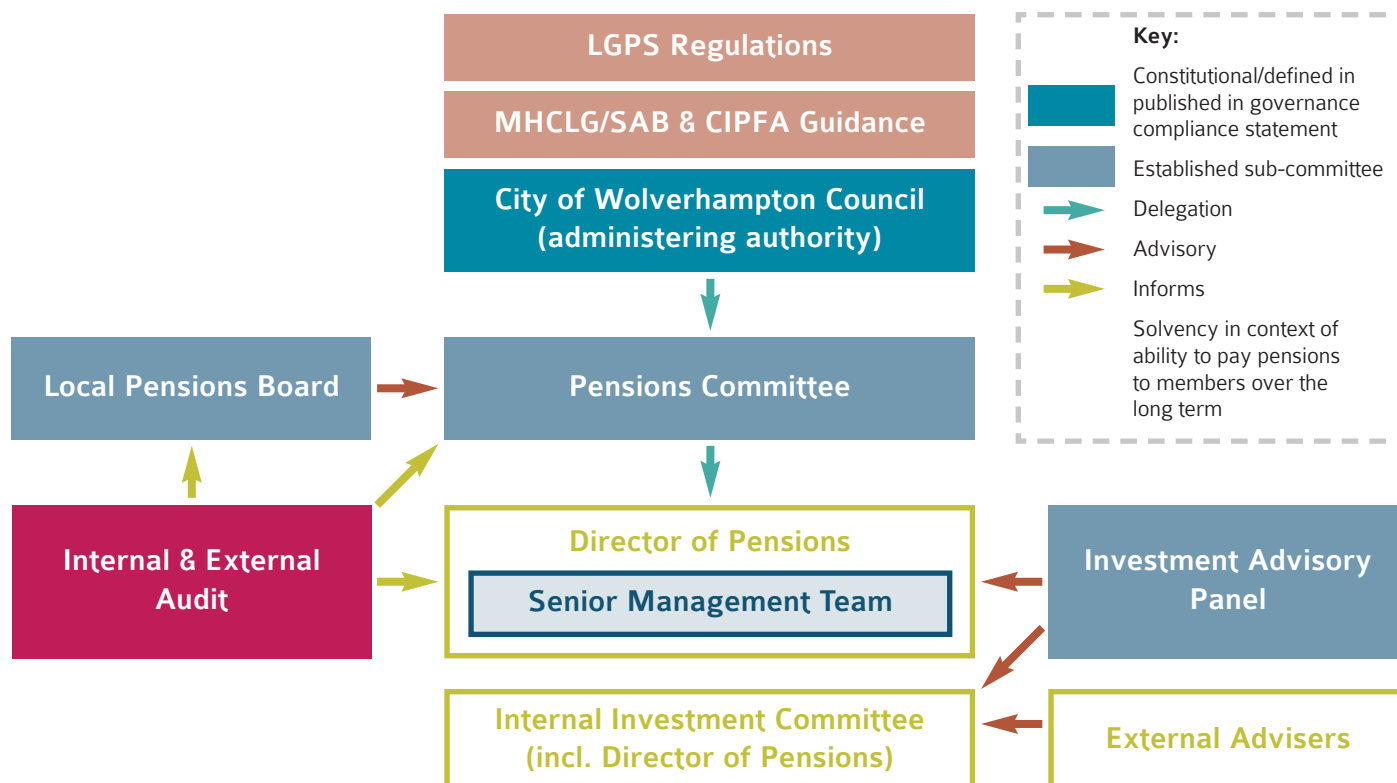 LGPS Regulations
MHCLG/SAB & CIPFA Guidance
City of Wolverhampton Council
(administering authority)
Local Pensions Board
Pensions Committee
Internal & External
Audit
Director of Pensions
Senior Management Team
Investment Advisory
Panel
Internal Investment Committee
(incl. Director of Pensions)
External Advisers
Key:
Constitutional/defined in
published in governance
compliance statement
Established sub-committee
Delegation
Advisory
Informs
Solvency in context of
ability to pay pensions
to members over the
long term